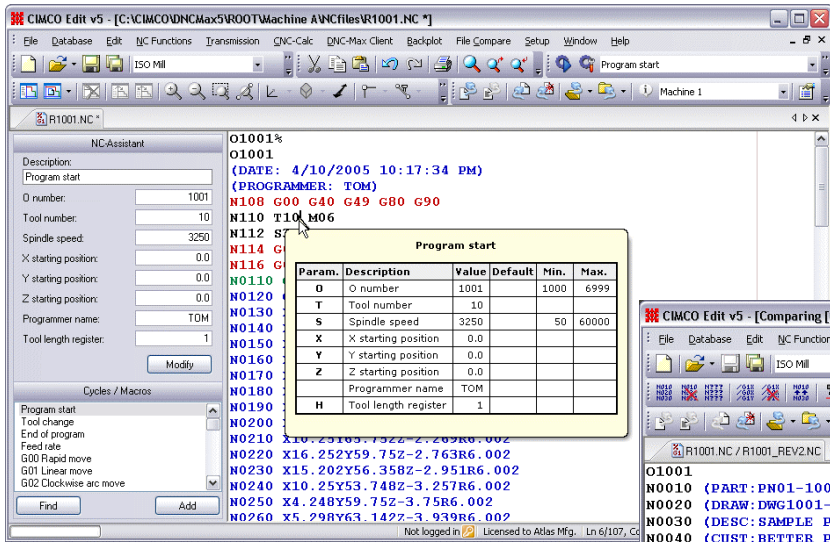 CIMCO Edit v5 - [C:\CIMCO\DNCMax5\ROOT\Machine A\NCfiles\R1001.NC *]
File Database Edit NC Functions Transmission CNC-Calc DNC-Max Client Backplot File Compare Setup Window Help
ISO Mill Program start
Machine 1
R1001.NC *
NC-Assistant
Description:
Program start
O number: 1001
Tool number: 10
Spindle speed: 3250
X starting position: 0.0
Y starting position: 0.0
Z starting position: 0.0
Programmer name: TOM
Tool length register: 1
Modify
Cycles / Macros
Program start
Tool change
End of program
Feed rate
G00 Rapid move
G01 Linear move
G02 Clockwise arc move
Find Add
O1001%
O1001
(DATE: 4/10/2005 10:17:34 PM)
(PROGRAMMER: TOM)
N108 G00 G40 G49 G80 G90
N110 T10 M06
N112
N114
N116
N0110
N0120
N0130
N0140
N0150
N0160
N0170
N0180
N0190
N0200
N0210 X10.25Y65.752Z-2.269R6.002
N0220 X16.252Y59.75Z-2.763R6.002
N0230 X15.202Y56.358Z-2.951R6.002
N0240 X10.25Y53.748Z-3.257R6.002
N0250 X4.248Y59.75Z-3.75R6.002
N0260 X5.298Y63.142Z-3.939R6.002
Program start
Param. Description Value Default Min. Max.
O O number 1001 1000 6999
T Tool number 10
S Spindle speed 3250 50 60000
X X starting position 0.0
Y Y starting position 0.0
Z Z starting position 0.0
Programmer name TOM
H Tool length register 1
Not logged in Licensed to Atlas Mfg. Ln 6/107,
CIMCO Edit v5 - [Comparing [
File Database Edit NC Function
ISO Mill
R1001.NC / R1001_REV2.NC
O1001
N0010 (PART:PN01-100
N0020 (DRAW:DWG1001-
N0030 (DESC:SAMPLE P
N0040 (CUST:BETTER P